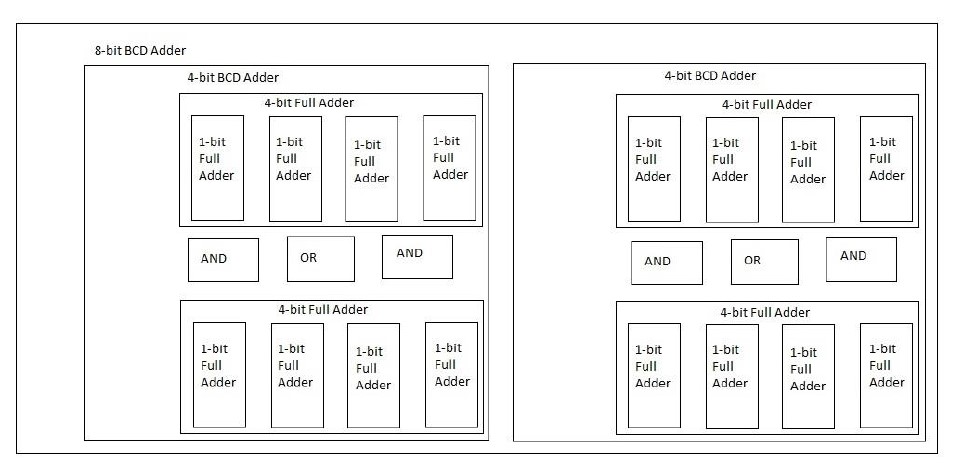 8-bit BCD Adder
4-bit BCD Adder
4-bit Full Adder
1-bit
Full
Adder
1-bit
Full
Adder
1-bit
Full
Adder
1-bit
Full
Adder
AND
OR
AND
4-bit Full Adder
1-bit
Full
Adder
1-bit
Full
Adder
1-bit
Full
Adder
1-bit
Full
Adder
4-bit BCD Adder
4-bit Full Adder
1-bit
Full
Adder
1-bit
Full
Adder
1-bit
Full
Adder
1-bit
Full
Adder
AND
OR
AND
4-bit Full Adder
1-bit
Full
Adder
1-bit
Full
Adder
1-bit
Full
Adder
1-bit
Full
Adder